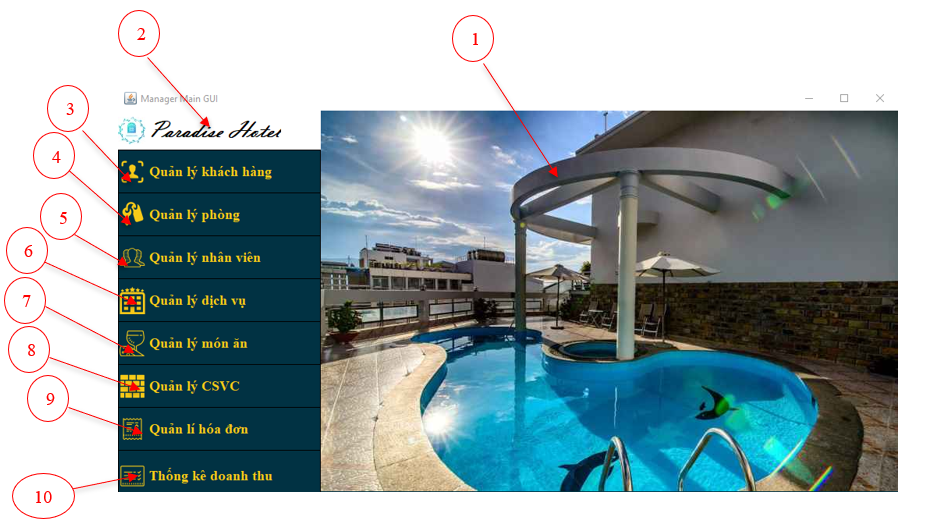 2
1
Manager Main GUI
3
Paradise Hotel
4
Quản lý khách hàng
Quản lý phòng
5
Quản lý nhân viên
6
Quản lý dịch vụ
7
Quản lý món ăn
8
Quản lý CSVC
9
Quản lí hóa đơn
Thống kê doanh thu
10